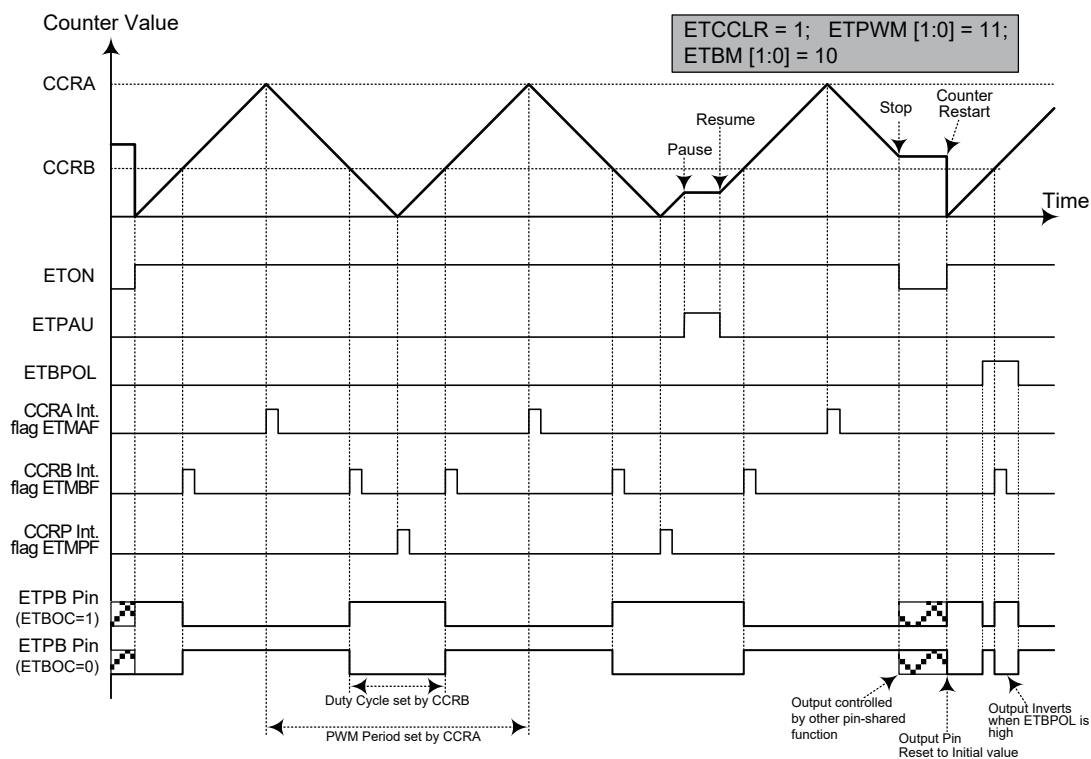 Counter Value
ETCCLR = 1; ETPWM [1:0] = 11;
ETBM [1:0] = 10
CCRA
Stop
Counter
Restart
Resume
Pause
CCRB
Time
ETON
ETPAU
ETBPOL
CCRA Int.
flag ETMAF
CCRB Int.
flag ETMBF
CCRP Int.
flag ETMPF
ETPB Pin
(ETBOC=1)
ETPB Pin
(ETBOC=0)
Duty Cycle set by CCRB
PWM Period set by CCRA
Output controlled
by other pin-shared
function
Output Pin
Reset to Initial value
Output Inverts
when ETBPOL is
high